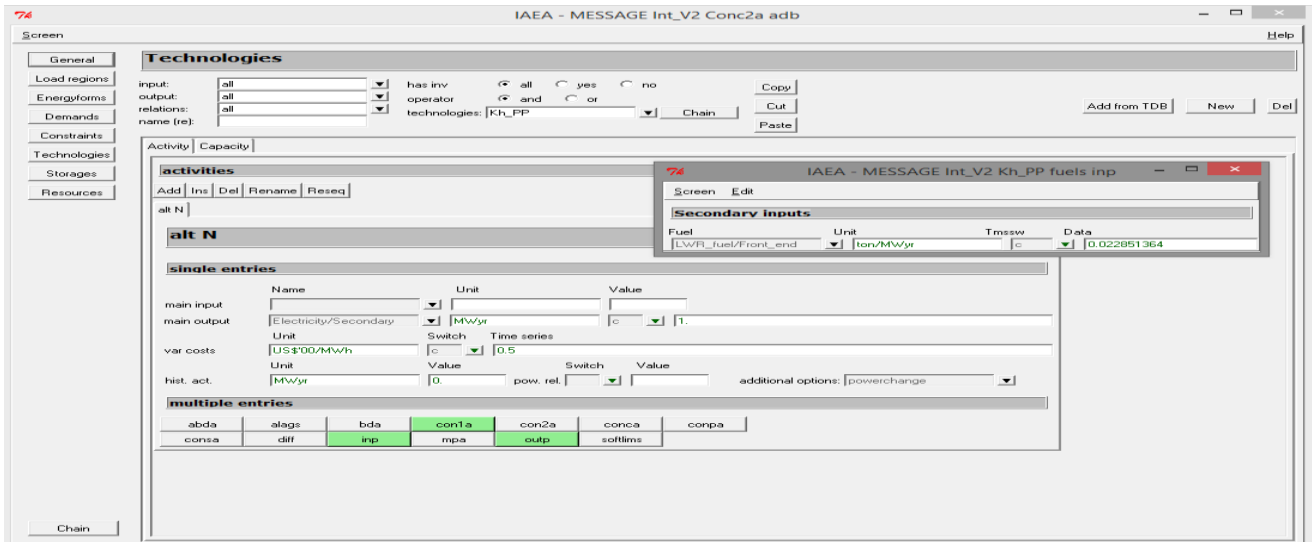 IAEA - MESSAGE Int_V2 Conc2a adb
Screen Help
General
Load regions
Energyforms
Demands
Constraints
Technologies
Storages
Resources
Chain
Technologies
input: all has inv all yes no Copy
output: all operator and or Cut Add from TDB New Del
relations: all technologies: Kh_PP Chain
name (re): Paste
Activity Capacity
activities
Add Ins Del Rename Reseq
alt N
alt N
single entries
Name Unit Value
main input
main output Electricity/Secondary MWyr c 1.
Unit Switch Time series
var costs US$'00/MWh c 0.5
Unit Value Switch Value
hist. act. MWyr 0. pow. rel. additional options: powerchange
multiple entries
abda alags bda con1a con2a conca conpa
consa diff inp mpa outp softlims
IAEA - MESSAGE Int_V2 Kh_PP fuels inp
Screen Edit
Secondary inputs
Fuel Unit Tmssw Data
LWR_fuel/Front_end ton/MWyr c 0.022851364